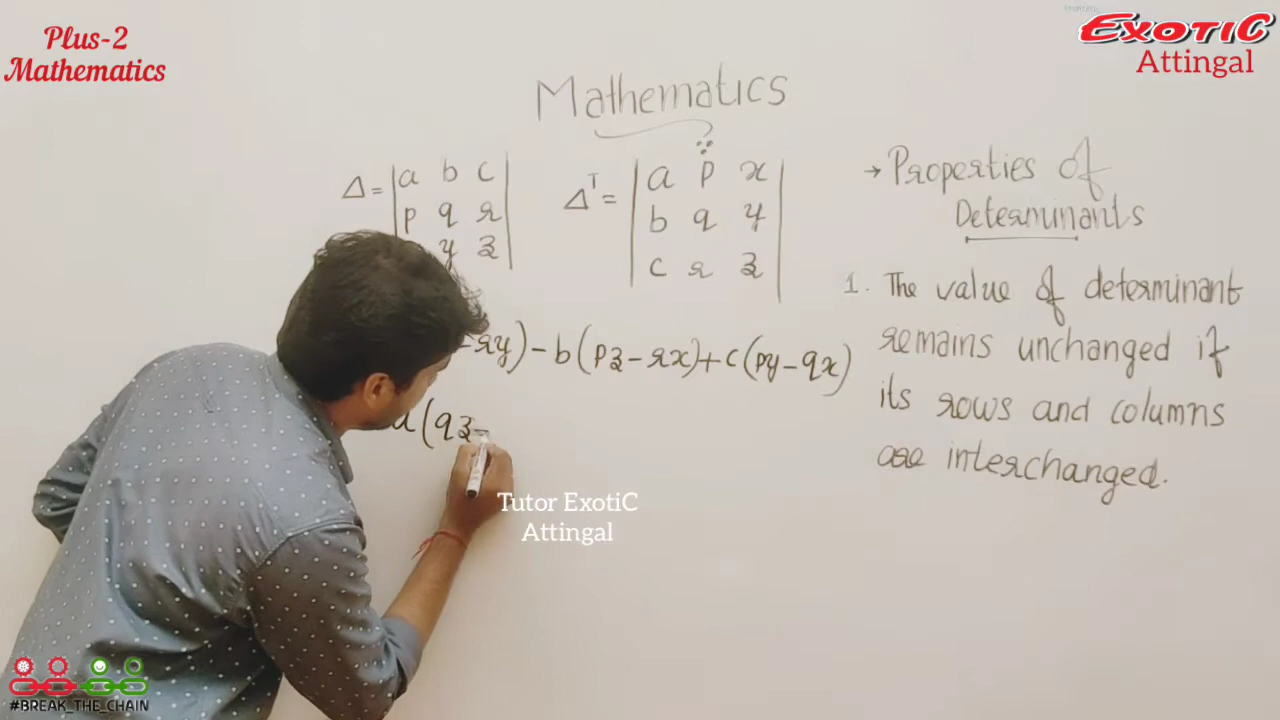 Plus-2
Mathematics
EXOTIC
Attingal
Mathematics
Δ = | a b c |
p q r
y z
Δᵀ = | a p x |
b q y
c r z
→ Properties of
Determinants
1. The value of determinant
remains unchanged if
its rows and columns
are interchanged.
- ry) - b(pz - rx) + c(py - qx)
a(qz -
Tutor ExotiC
Attingal
#BREAK_THE_CHAIN